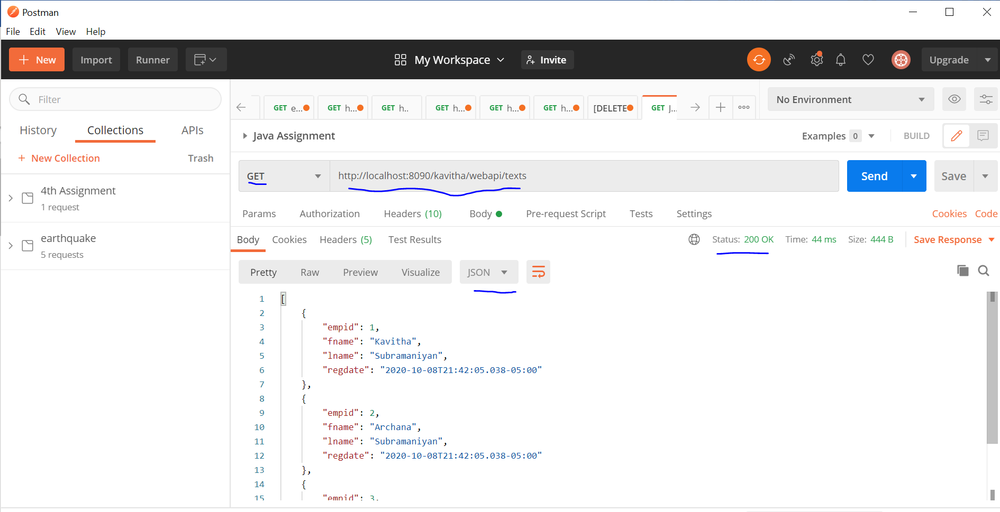 Postman
File Edit View Help
New Import Runner My Workspace Invite Upgrade
Filter
GET e... GET h... GET h.. GET h... GET h... GET h... [DELETE GET J... No Environment
History Collections APIs
Java Assignment Examples 0 BUILD
+ New Collection Trash
GET http://localhost:8090/kavitha/webapi/texts Send Save
4th Assignment
1 request
Params Authorization Headers (10) Body Pre-request Script Tests Settings Cookies Code
earthquake
5 requests
Body Cookies Headers (5) Test Results Status: 200 OK Time: 44 ms Size: 444 B Save Response
Pretty Raw Preview Visualize JSON
1 [
2 {
3 "empid": 1,
4 "fname": "Kavitha",
5 "lname": "Subramaniyan",
6 "regdate": "2020-10-08T21:42:05.038-05:00"
7 },
8 {
9 "empid": 2,
10 "fname": "Archana",
11 "lname": "Subramaniyan",
12 "regdate": "2020-10-08T21:42:05.038-05:00"
13 },
14 {
15 "empid": 3,